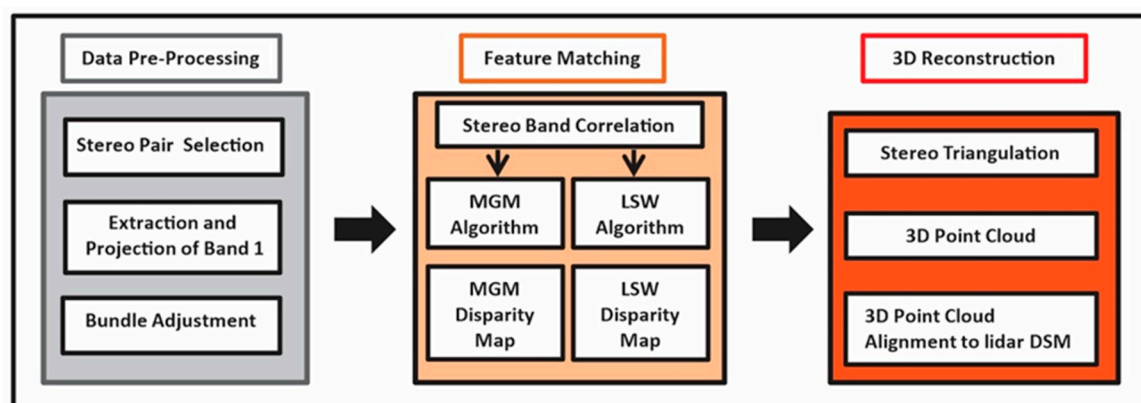 Data Pre-Processing
Stereo Pair Selection
Extraction and
Projection of Band 1
Bundle Adjustment
Feature Matching
Stereo Band Correlation
MGM
Algorithm
LSW
Algorithm
MGM
Disparity
Map
LSW
Disparity
Map
3D Reconstruction
Stereo Triangulation
3D Point Cloud
3D Point Cloud
Alignment to lidar DSM